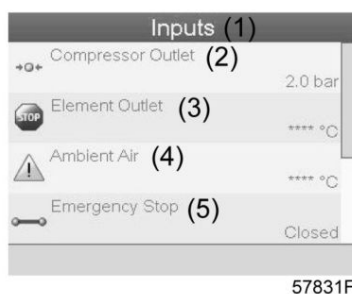 Inputs (1)
Compressor Outlet (2)
2.0 bar
STOP Element Outlet (3)
**** °C
Ambient Air (4)
**** °C
Emergency Stop (5)
Closed
57831F